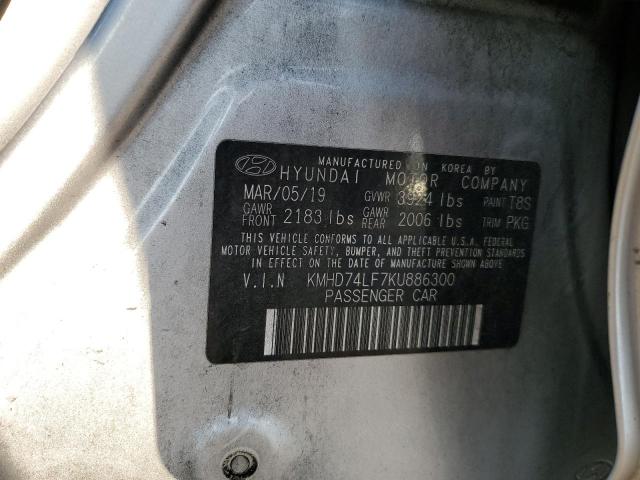 MANUFACTURED ON KOREA BY
HYUNDAI MOTOR COMPANY
MAR/05/19 GVWR 3924 lbs PAINT T8S
GAWR FRONT 2183 lbs GAWR REAR 2006 lbs TRIM PKG
THIS VEHICLE CONFORMS TO ALL APPLICABLE U.S.A. FEDERAL
MOTOR VEHICLE SAFETY, BUMPER, AND THEFT PREVENTION STANDARDS
IN EFFECT ON THE DATE OF MANUFACTURE SHOWN ABOVE.
V.I.N KMHD74LF7KU886300
PASSENGER CAR